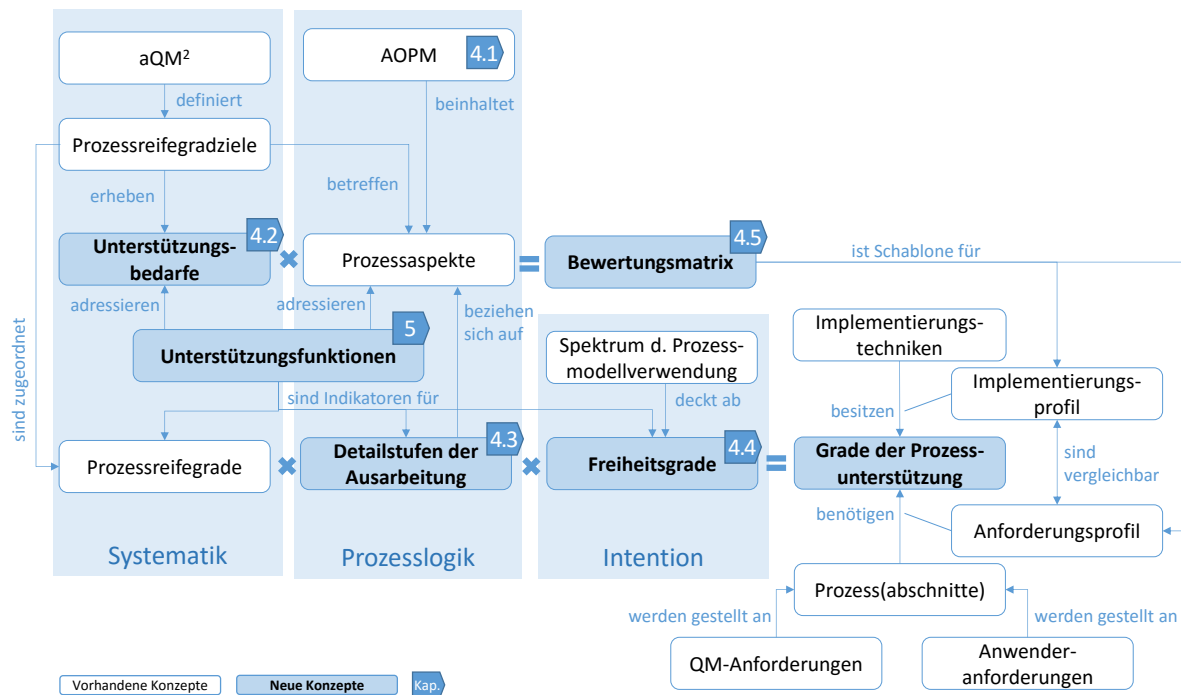 aQM²
AOPM
4.1
definiert
beinhaltet
Prozessreifegradziele
erheben
betreffen
4.2
Unterstützungs-
bedarfe
Prozessaspekte
4.5
Bewertungsmatrix
ist Schablone für
adressieren
adressieren
beziehen
sich auf
5
Unterstützungsfunktionen
Spektrum d. Prozess-
modellverwendung
Implementierungs-
techniken
Implementierungs-
profil
sind zugeordnet
sind Indikatoren für
deckt ab
besitzen
Prozessreifegrade
4.3
Detailstufen der
Ausarbeitung
4.4
Freiheitsgrade
Grade der Prozess-
unterstützung
sind
vergleichbar
benötigen
Anforderungsprofil
Systematik
Prozesslogik
Intention
Prozess(abschnitte)
werden gestellt an
werden gestellt an
QM-Anforderungen
Anwender-
anforderungen
Vorhandene Konzepte
Neue Konzepte
Kap.